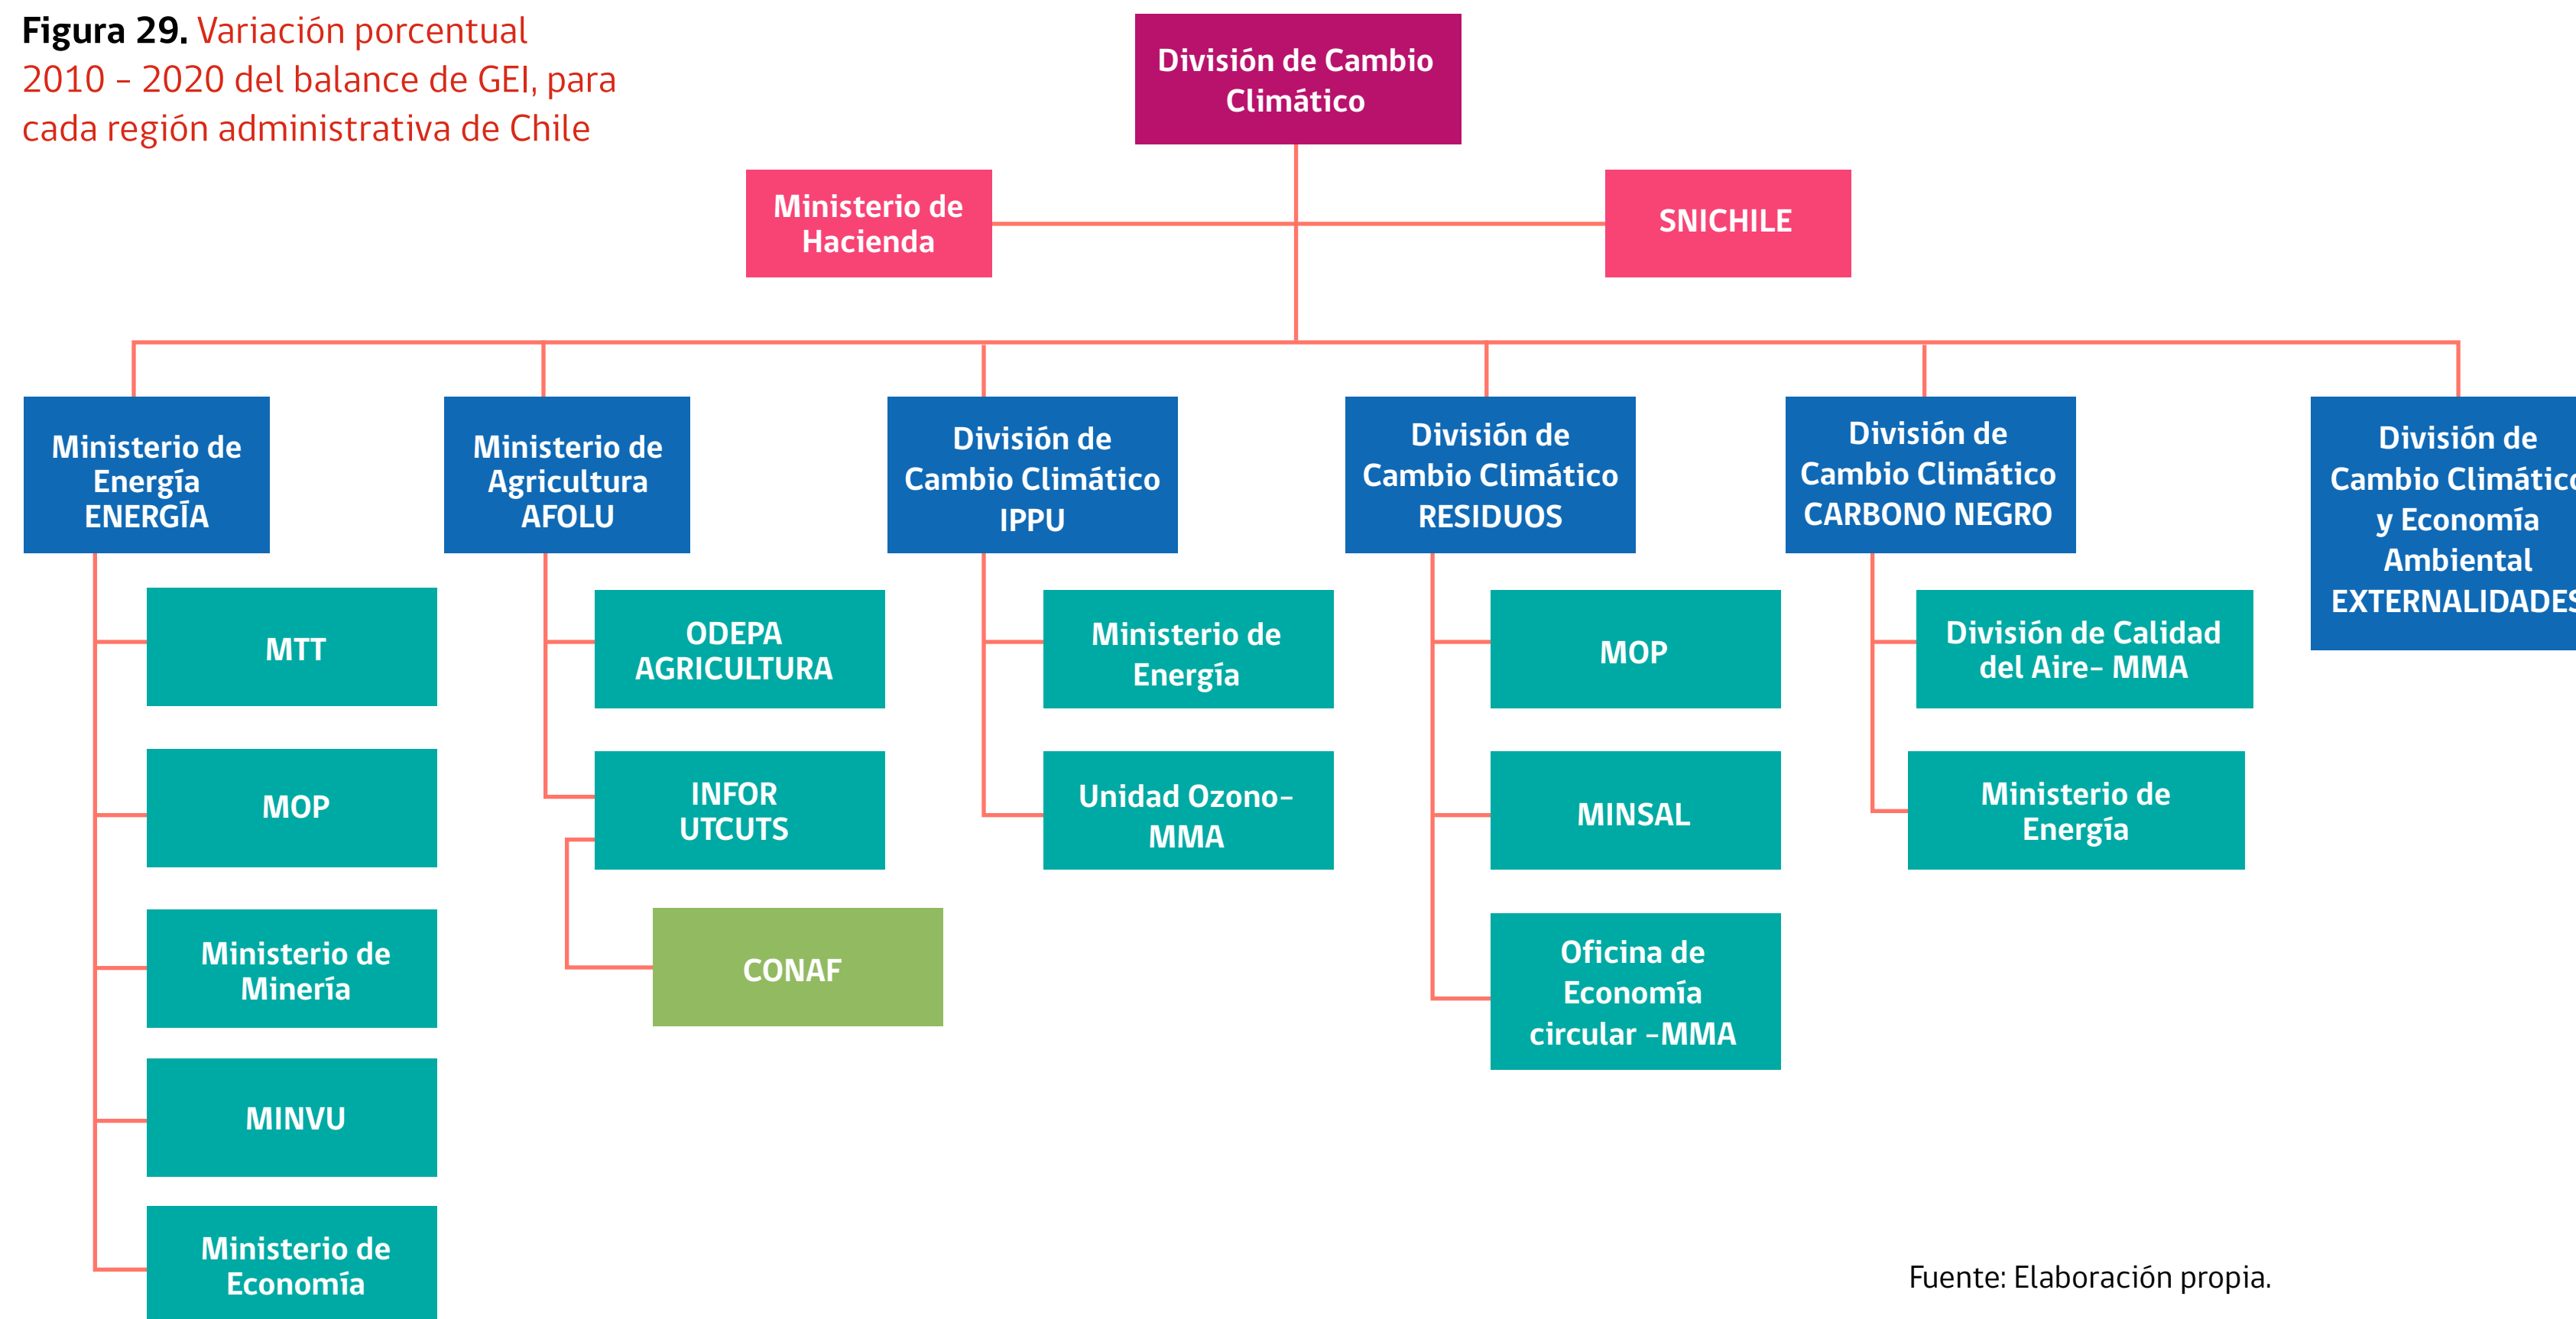 Figura 29. Variación porcentual
2010 – 2020 del balance de GEI, para
cada región administrativa de Chile
División de Cambio
Climático
Ministerio de
Hacienda
SNICHILE
Ministerio de
Energía
ENERGÍA
Ministerio de
Agricultura
AFOLU
División de
Cambio Climático
IPPU
División de
Cambio Climático
RESIDUOS
División de
Cambio Climático
CARBONO NEGRO
División de
Cambio Climático
y Economía
Ambiental
EXTERNALIDADES
MTT
MOP
Ministerio de
Minería
MINVU
Ministerio de
Economía
ODEPA
AGRICULTURA
INFOR
UTCUTS
CONAF
Ministerio de
Energía
Unidad Ozono–
MMA
MOP
MINSAL
Oficina de
Economía
circular –MMA
División de Calidad
del Aire– MMA
Ministerio de
Energía
Fuente: Elaboración propia.